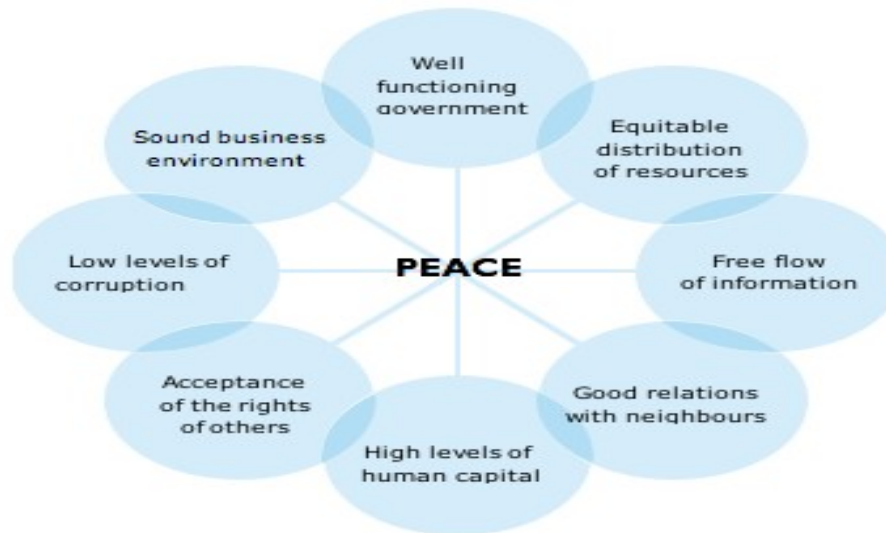 Well
functioning
government
Sound business
environment
Equitable
distribution
of resources
Low levels of
corruption
PEACE
Free flow
of information
Acceptance
of the rights
of others
Good relations
with neighbours
High levels of
human capital